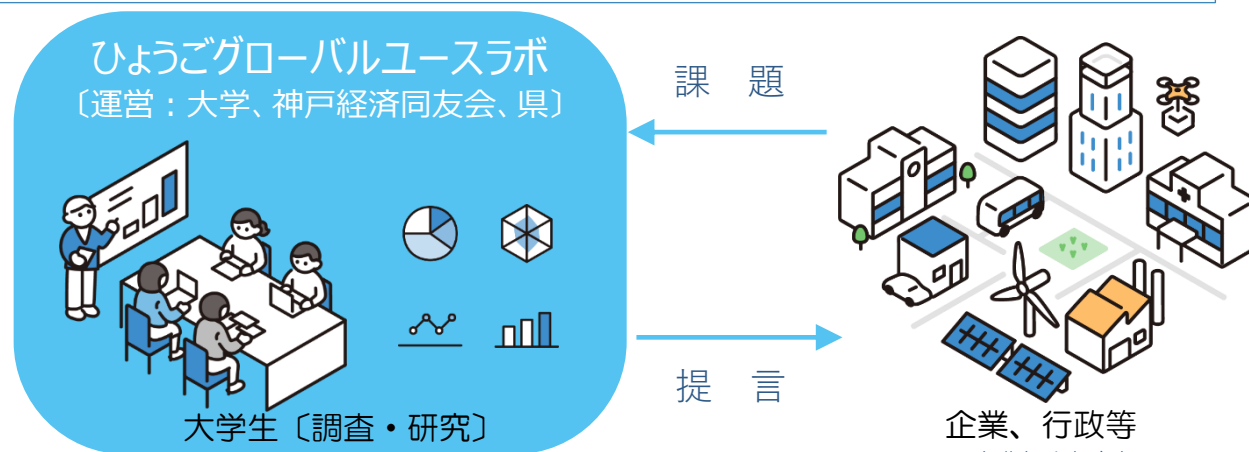 ひょうごグローバルユースラボ
〔運営：大学、神戸経済同友会、県〕
課　題
提　言
大学生〔調査・研究〕
企業、行政等